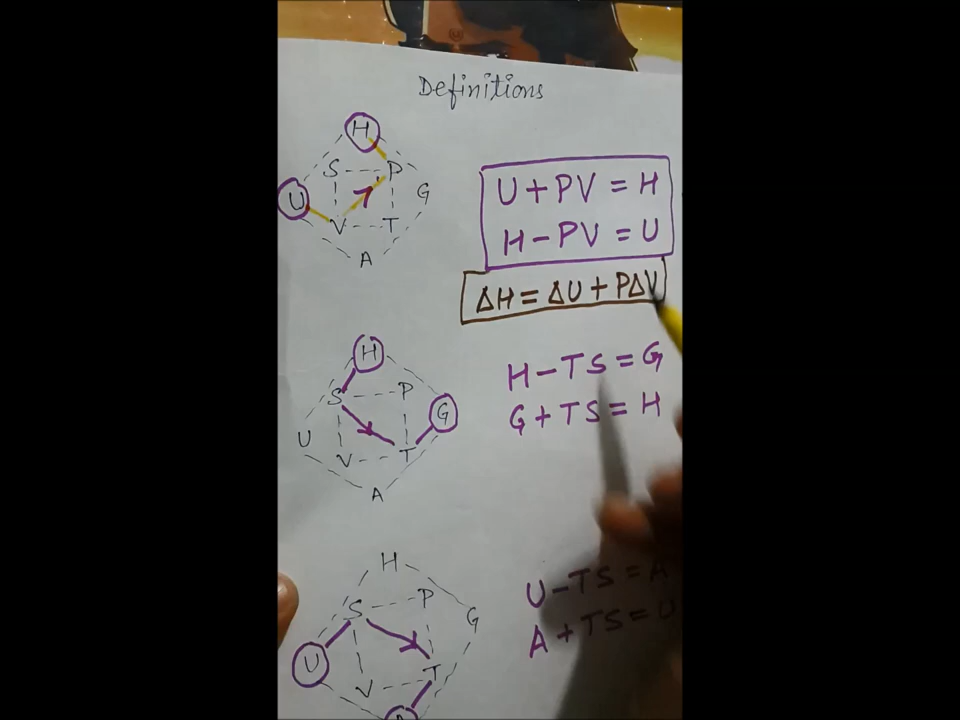 Definitions
H
S P
U G
V T
A
U + PV = H
H - PV = U
ΔH = ΔU + PΔV
H
S P
G
U
V T
A
H - TS = G
G + TS = H
H
S P
G
U
V T
A
U - TS = A
A + TS = U